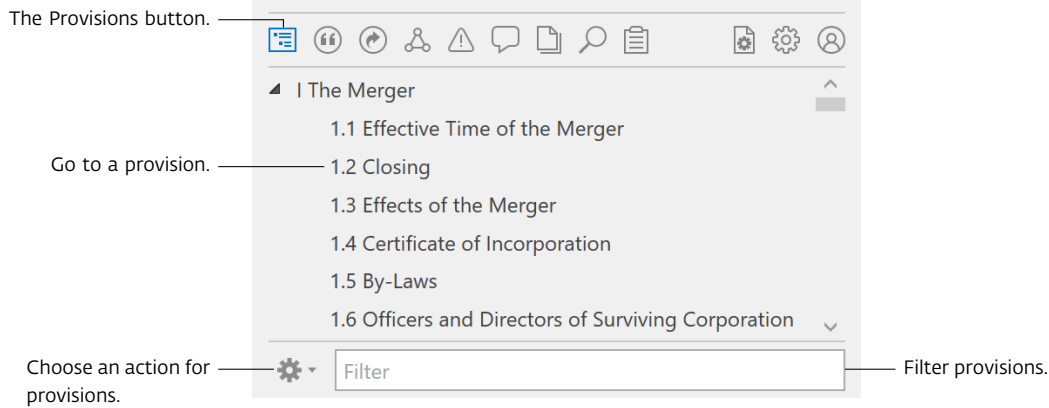 The Provisions button.
I The Merger
1.1 Effective Time of the Merger
Go to a provision.
1.2 Closing
1.3 Effects of the Merger
1.4 Certificate of Incorporation
1.5 By-Laws
1.6 Officers and Directors of Surviving Corporation
Choose an action for
provisions.
Filter
Filter provisions.